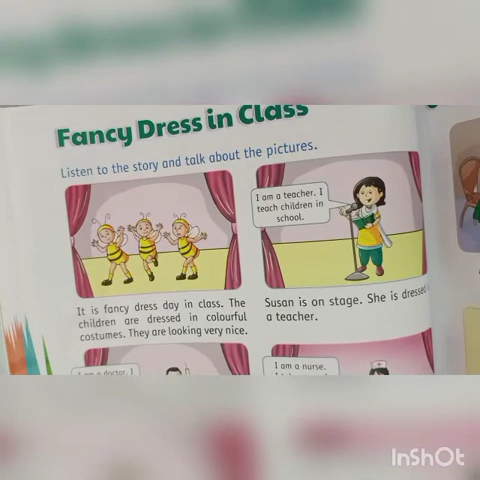 Fancy Dress in Class
Listen to the story and talk about the pictures.
I am a teacher. I
teach children in
school.
It is fancy dress day in class. The
children are dressed in colourful
costumes. They are looking very nice.
Susan is on stage. She is dressed
a teacher.
I am a doctor. I
I am a nurse.
InShOt